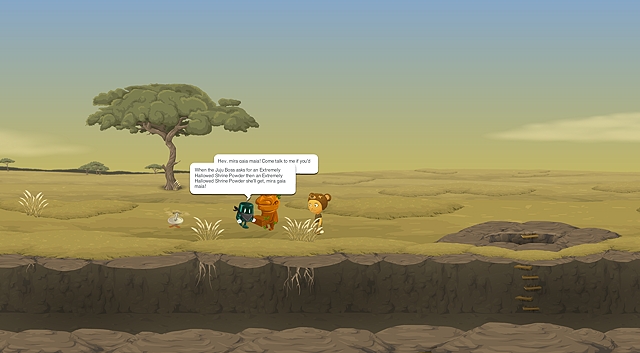 Hey, mira gaia maia! Come talk to me if you'd
When the Juju Boss asks for an Extremely
Hallowed Shrine Powder then an Extremely
Hallowed Shrine Powder she'll get, mira gaia
maia!